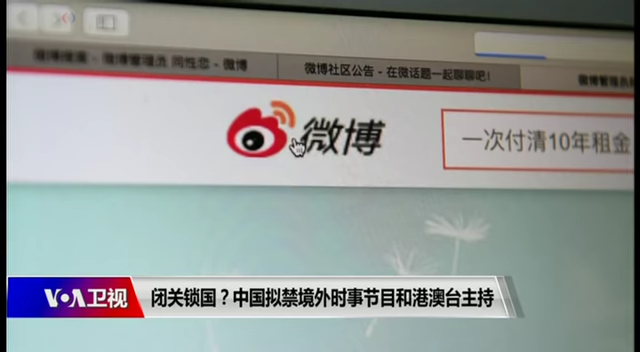 微博社区公告 - 在微话题一起聊聊吧!
微博
一次付清10年租金
VOA卫视
闭关锁国？中国拟禁境外时事节目和港澳台主持